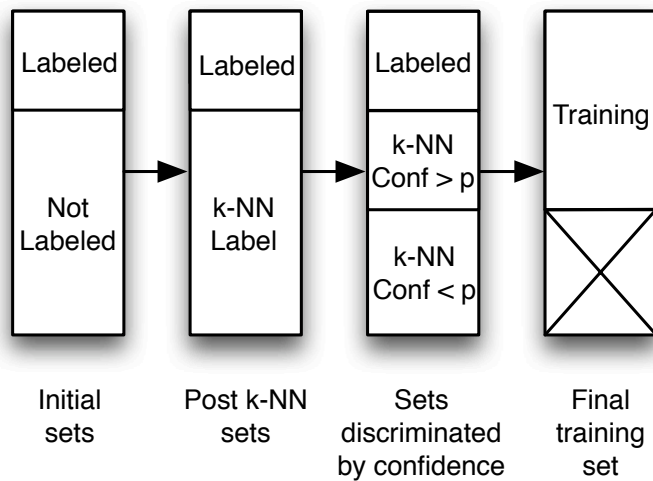 Labeled
Not
Labeled
Labeled
k-NN
Label
Labeled
k-NN
Conf > p
k-NN
Conf < p
Training
Initial
sets
Post k-NN
sets
Sets
discriminated
by confidence
Final
training
set